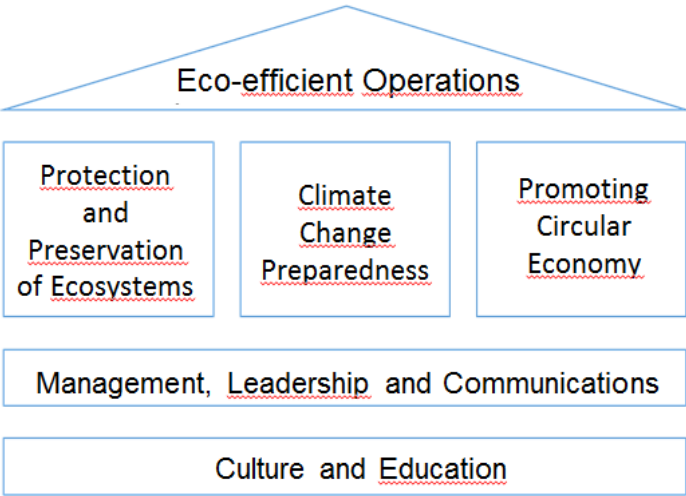 Eco-efficient Operations
Protection
and
Preservation
of Ecosystems
Climate
Change
Preparedness
Promoting
Circular
Economy
Management, Leadership and Communications
Culture and Education